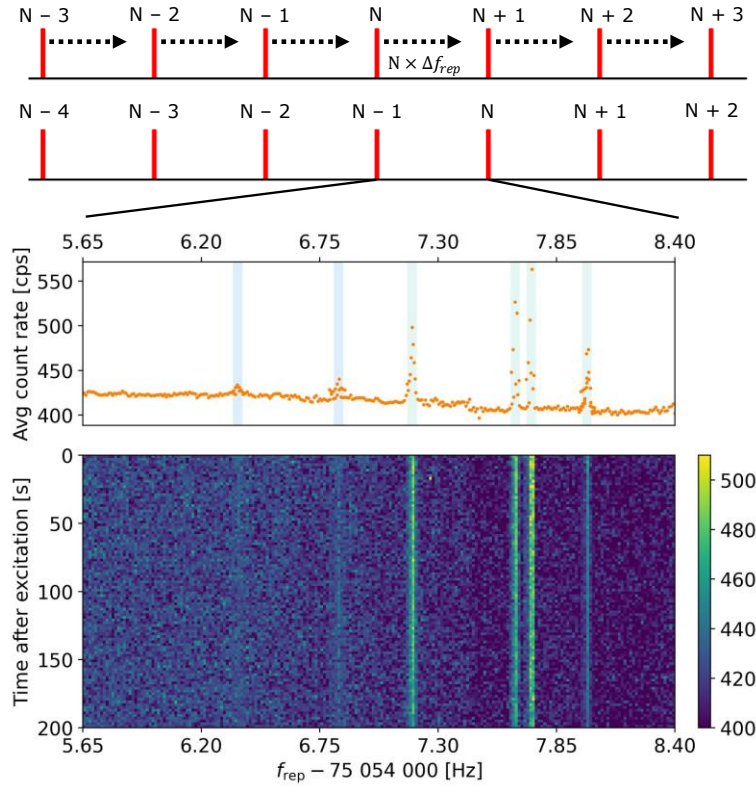 N – 3 N – 2 N – 1 N N + 1 N + 2 N + 3
N × Δf_rep
N – 4 N – 3 N – 2 N – 1 N N + 1 N + 2
5.65 6.20 6.75 7.30 7.85 8.40
Avg count rate [cps]
550
500
450
400
Time after excitation [s]
0
50
100
150
200
5.65 6.20 6.75 7.30 7.85 8.40
f_rep − 75 054 000 [Hz]
500
480
460
440
420
400